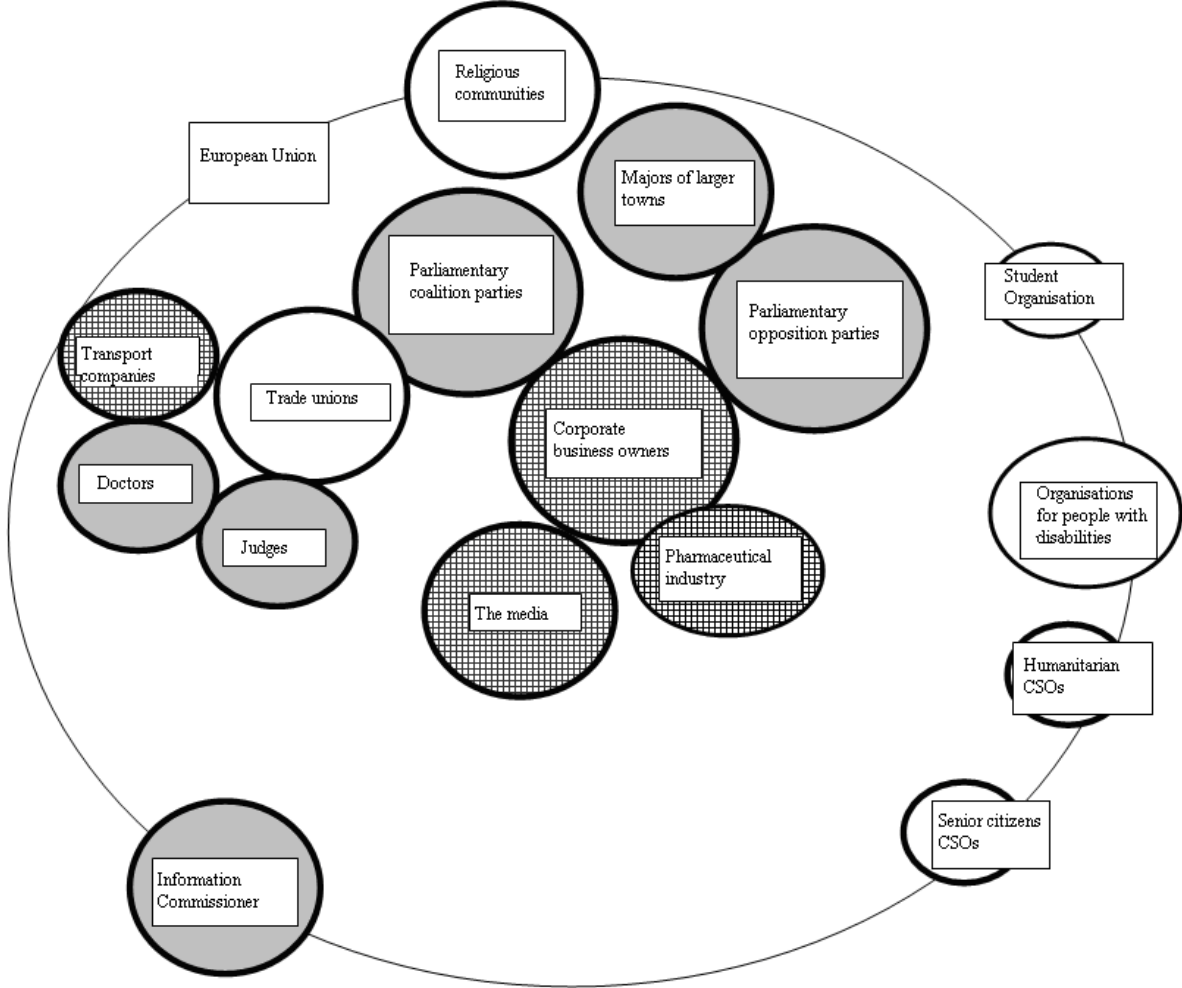 Religious
communities
European Union
Majors of larger
towns
Parliamentary
coalition parties
Student
Organisation
Parliamentary
opposition parties
Transport
companies
Trade unions
Corporate
business owners
Doctors
Organisations
for people with
disabilities
Judges
Pharmaceutical
industry
The media
Humanitarian
CSOs
Senior citizens
CSOs
Information
Commissioner